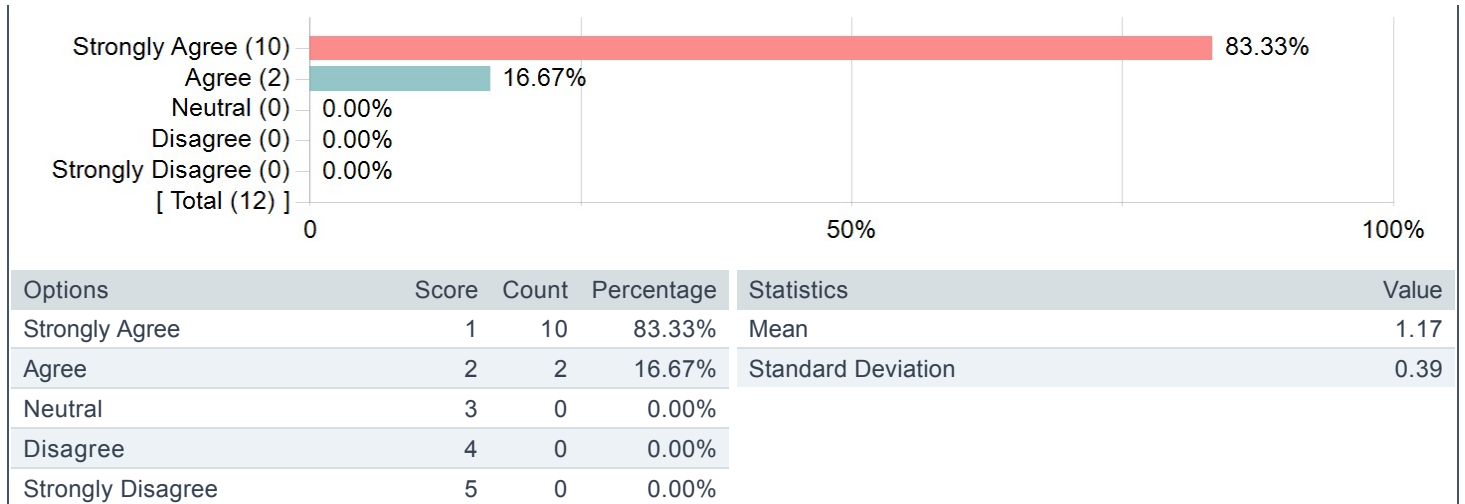 Strongly Agree (10) 83.33%
Agree (2) 16.67%
Neutral (0) 0.00%
Disagree (0) 0.00%
Strongly Disagree (0) 0.00%
[ Total (12) ]
0 50% 100%
Options Score Count Percentage
Strongly Agree 1 10 83.33%
Agree 2 2 16.67%
Neutral 3 0 0.00%
Disagree 4 0 0.00%
Strongly Disagree 5 0 0.00%
Statistics Value
Mean 1.17
Standard Deviation 0.39